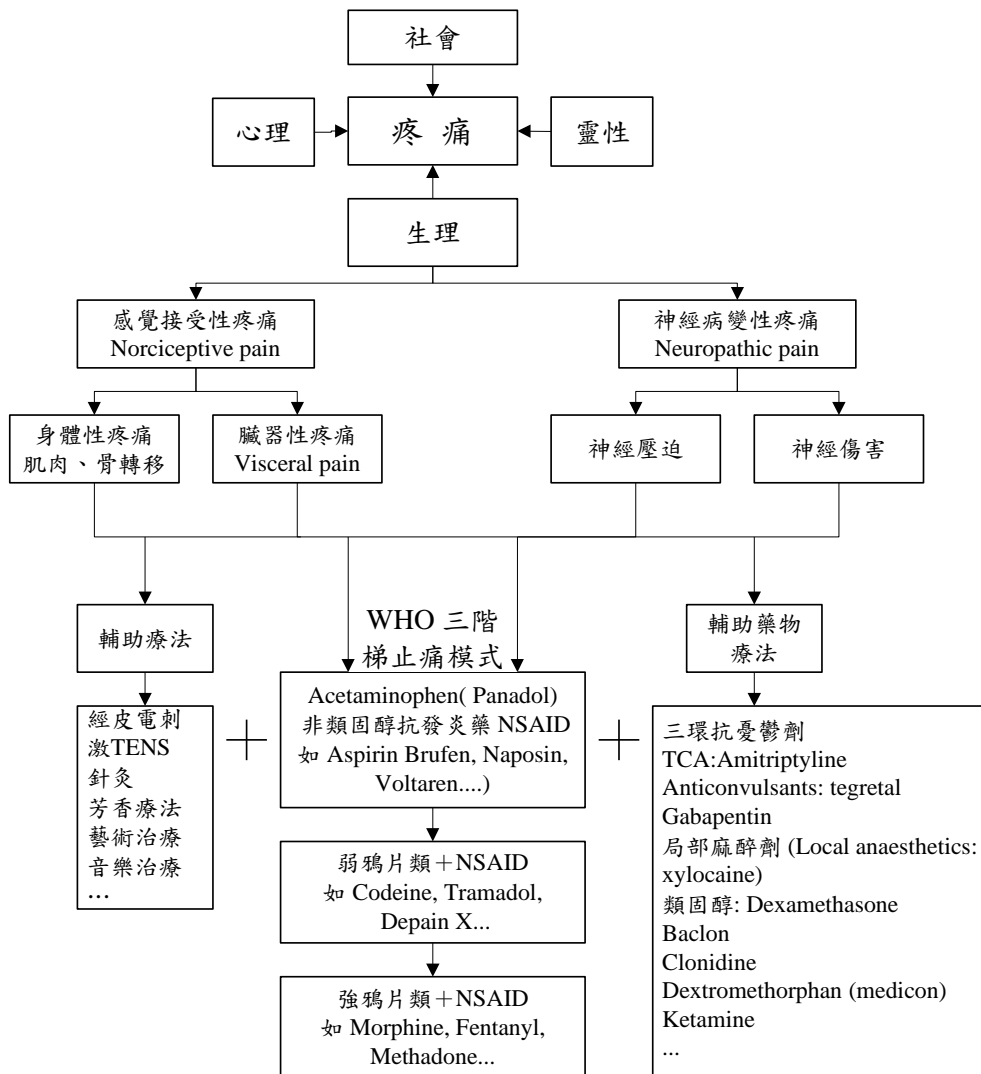 社會
心理
疼 痛
靈性
生理
感覺接受性疼痛
Norciceptive pain
神經病變性疼痛
Neuropathic pain
身體性疼痛
肌肉、骨轉移
臟器性疼痛
Visceral pain
神經壓迫
神經傷害
輔助療法
WHO 三階
梯止痛模式
輔助藥物
療法
經皮電刺
激TENS
針灸
芳香療法
藝術治療
音樂治療
...
+
Acetaminophen( Panadol)
非類固醇抗發炎藥 NSAID
如 Aspirin Brufen, Naposin,
Voltaren....)
+
弱鴉片類＋NSAID
如 Codeine, Tramadol,
Depain X...
強鴉片類＋NSAID
如 Morphine, Fentanyl,
Methadone...
三環抗憂鬱劑
TCA:Amitriptyline
Anticonvulsants: tegretal
Gabapentin
局部麻醉劑 (Local anaesthetics:
xylocaine)
類固醇: Dexamethasone
Baclon
Clonidine
Dextromethorphan (medicon)
Ketamine
...